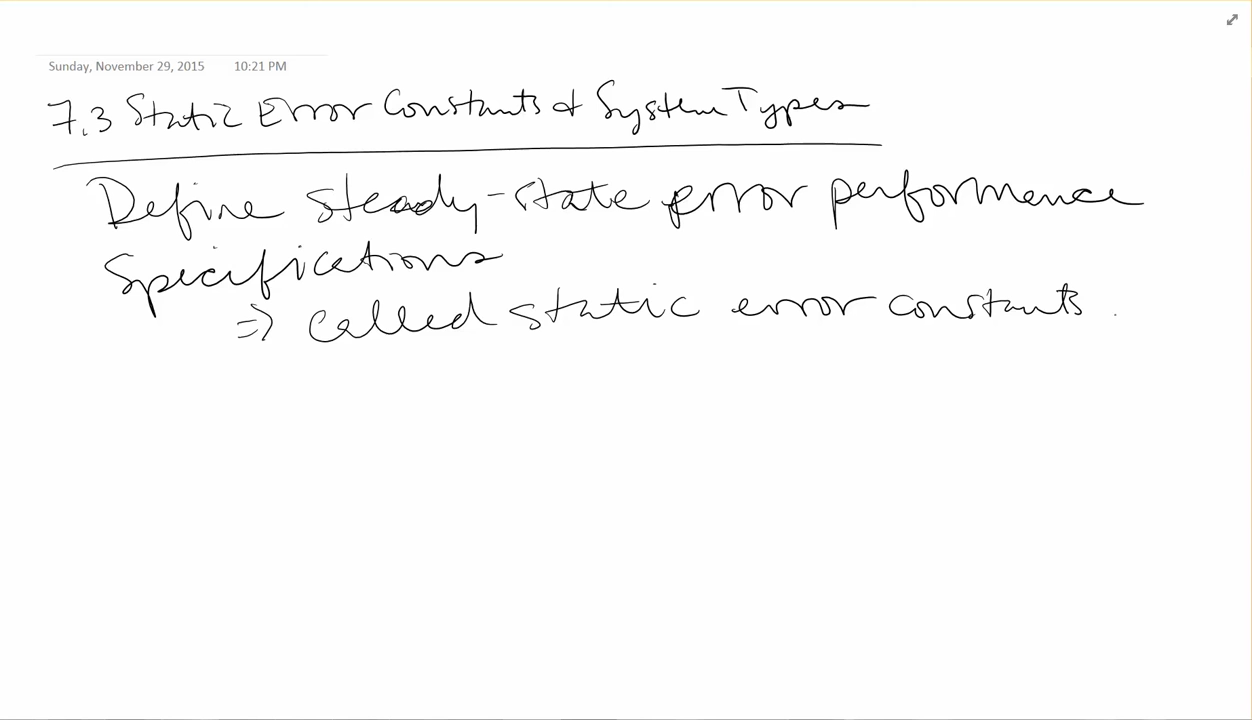 Sunday, November 29, 2015 10:21 PM
7.3 Static Error Constants & System Types
Define steady-state error performence
Specifications
⇒ called static error constants.